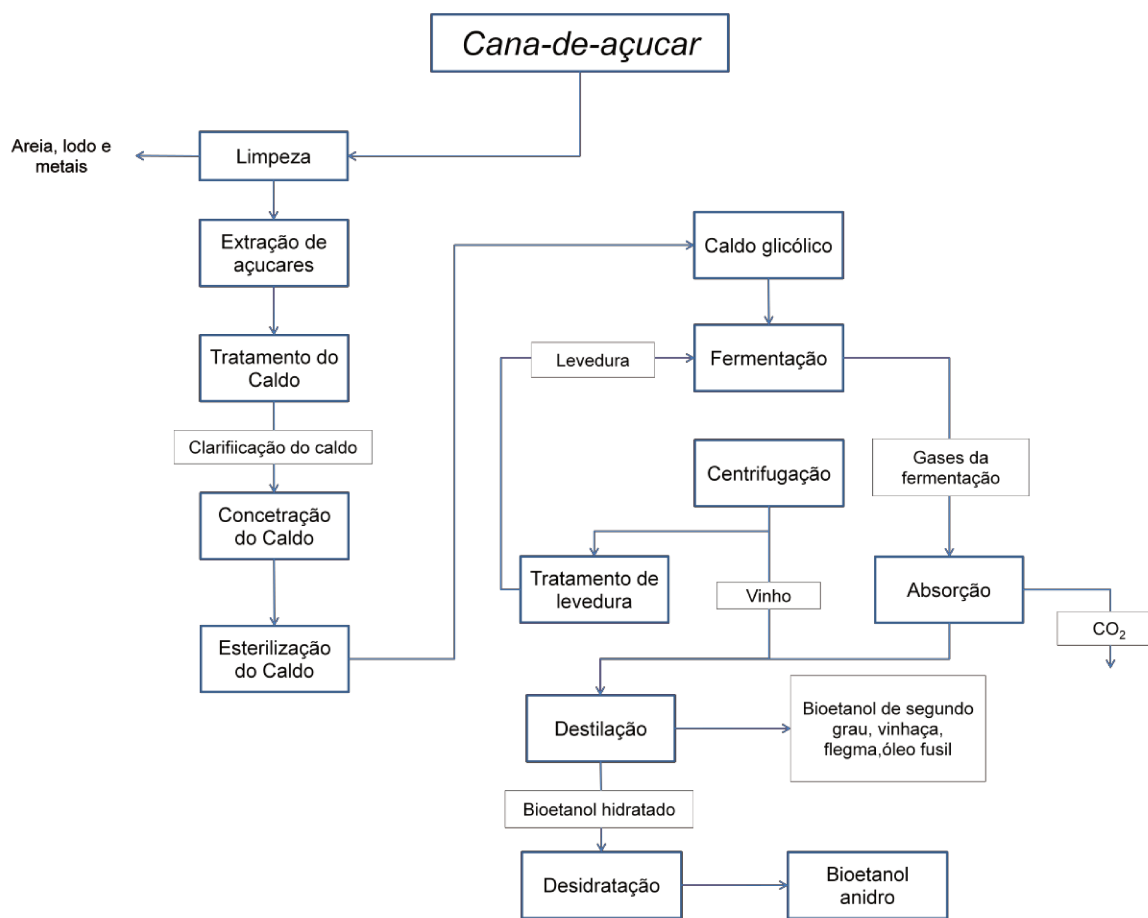 Cana-de-açucar
Areia, lodo e
metais
Limpeza
Extração de
açucares
Tratamento do
Caldo
Clarifiicação do caldo
Concetração
do Caldo
Esterilização
do Caldo
Caldo glicólico
Levedura
Fermentação
Centrifugação
Gases da
fermentação
Tratamento de
levedura
Vinho
Absorção
CO₂
Destilação
Bioetanol de segundo
grau, vinhaça,
flegma,óleo fusil
Bioetanol hidratado
Desidratação
Bioetanol
anidro